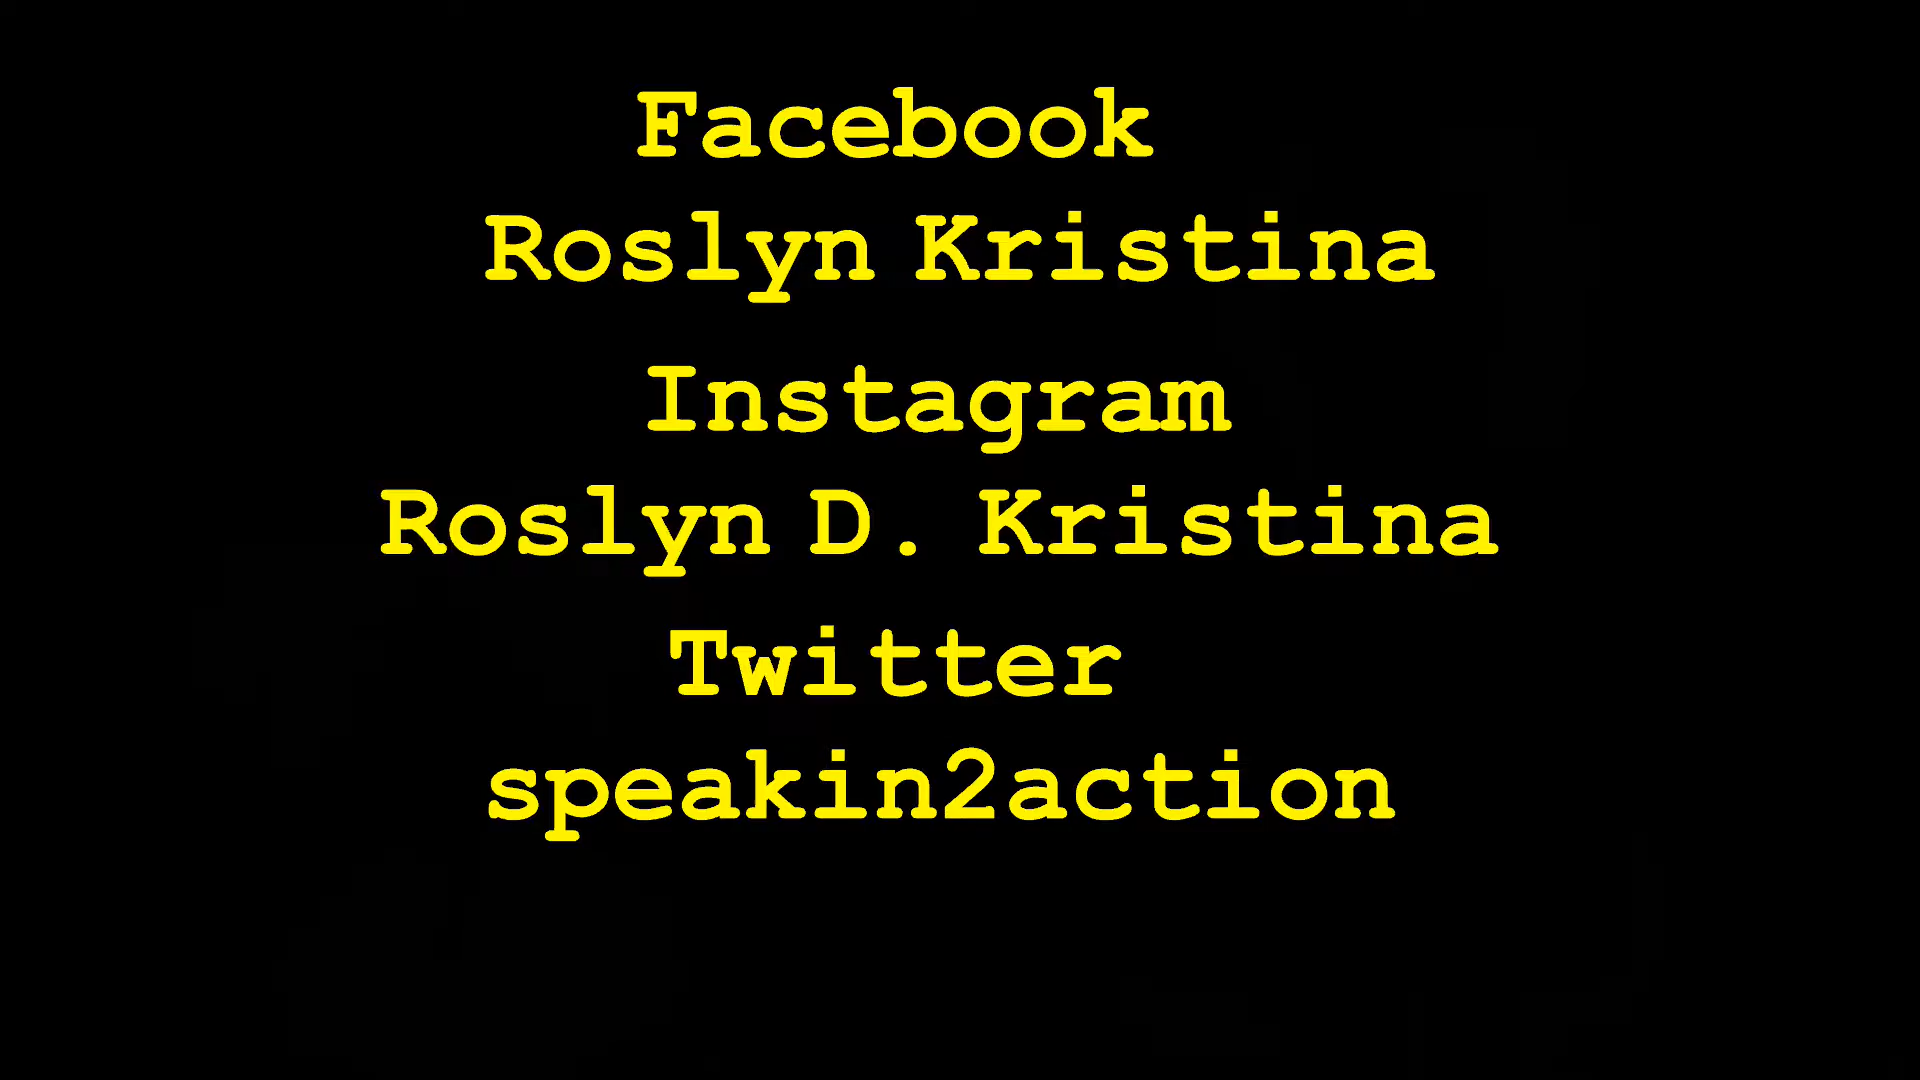 Facebook
Roslyn Kristina
Instagram
Roslyn D. Kristina
Twitter
speakin2action